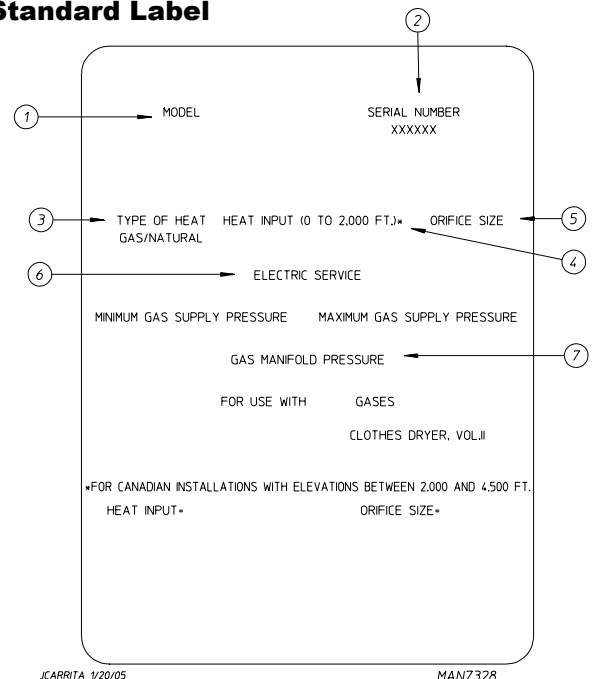 Standard Label
2
1 MODEL SERIAL NUMBER
XXXXXX
3 TYPE OF HEAT HEAT INPUT (0 TO 2,000 FT.)* ORIFICE SIZE 5
GAS/NATURAL
4
6 ELECTRIC SERVICE
MINIMUM GAS SUPPLY PRESSURE MAXIMUM GAS SUPPLY PRESSURE
GAS MANIFOLD PRESSURE 7
FOR USE WITH GASES
CLOTHES DRYER, VOL.II
*FOR CANADIAN INSTALLATIONS WITH ELEVATIONS BETWEEN 2,000 AND 4,500 FT.
HEAT INPUT= ORIFICE SIZE=
JCARRITA 1/20/05 MAN7328